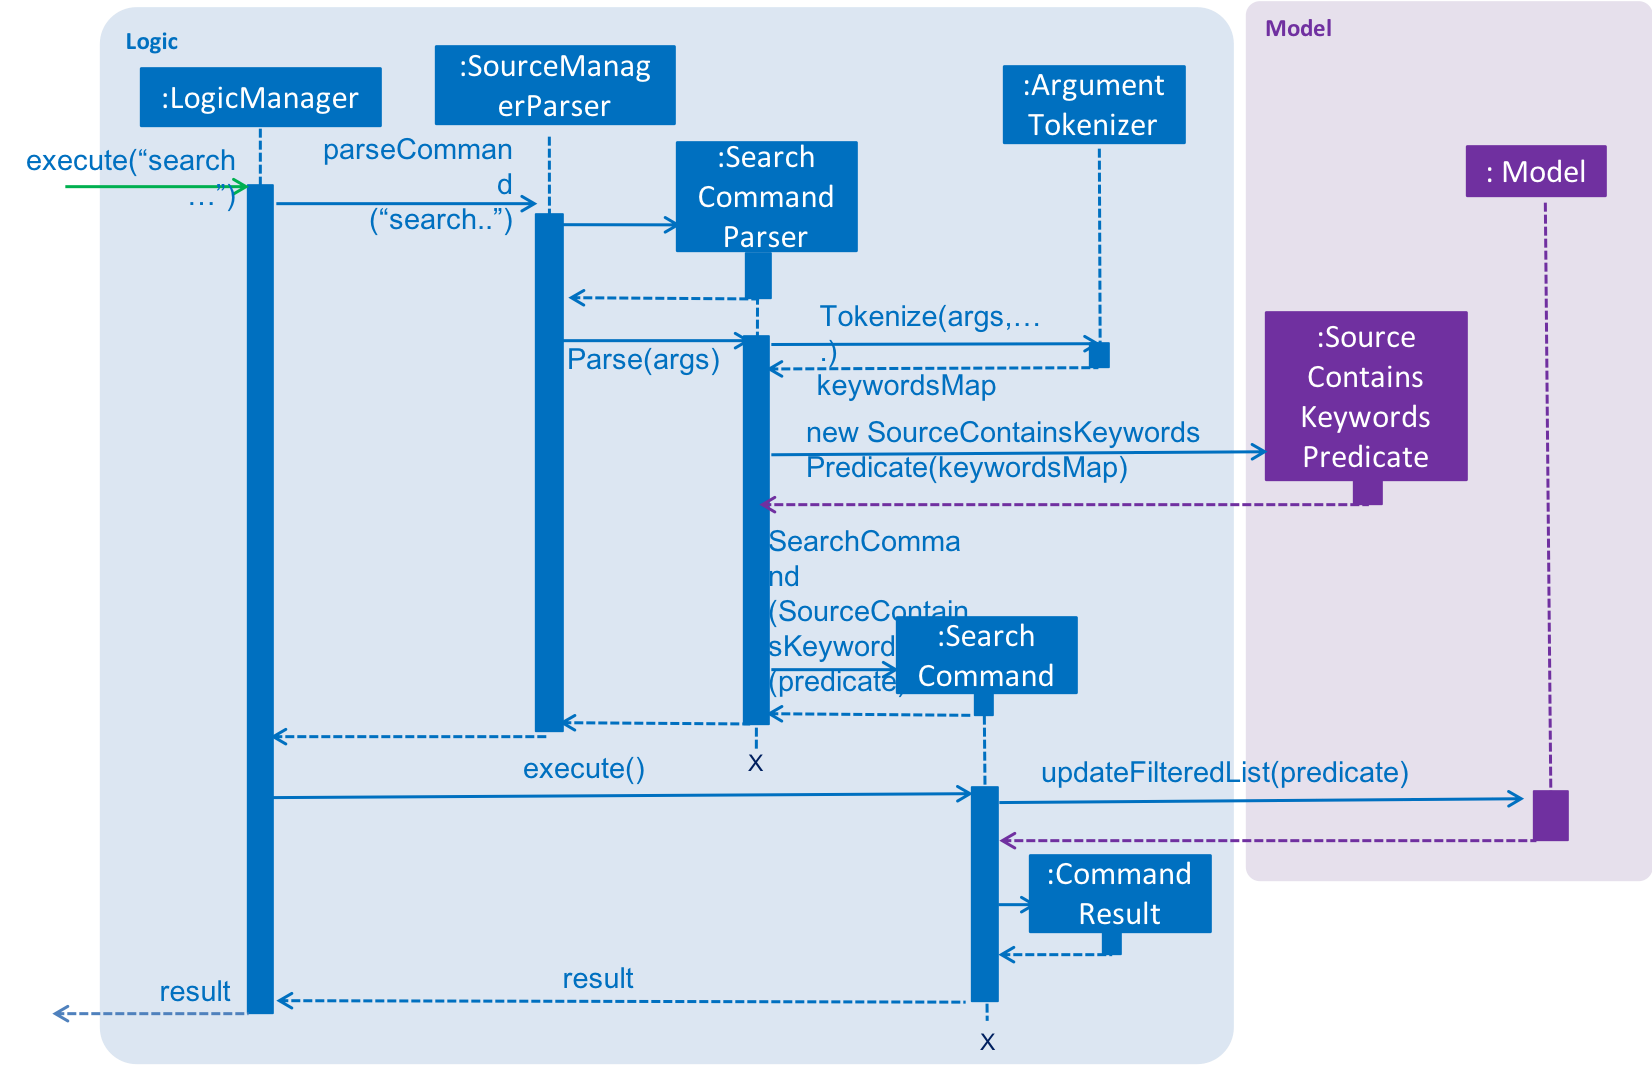 Logic
Model
:LogicManager
:SourceManag
erParser
:Argument
Tokenizer
:Search
Command
Parser
: Model
execute(“search
…”)
parseComman
d
(“search..”)
Tokenize(args,…
.)
Parse(args)
keywordsMap
:Source
Contains
Keywords
Predicate
new SourceContainsKeywords
Predicate(keywordsMap)
SearchComma
nd
(SourceContain
sKeyword
(predicate)
:Search
Command
X
execute()
updateFilteredList(predicate)
:Command
Result
result
result
X